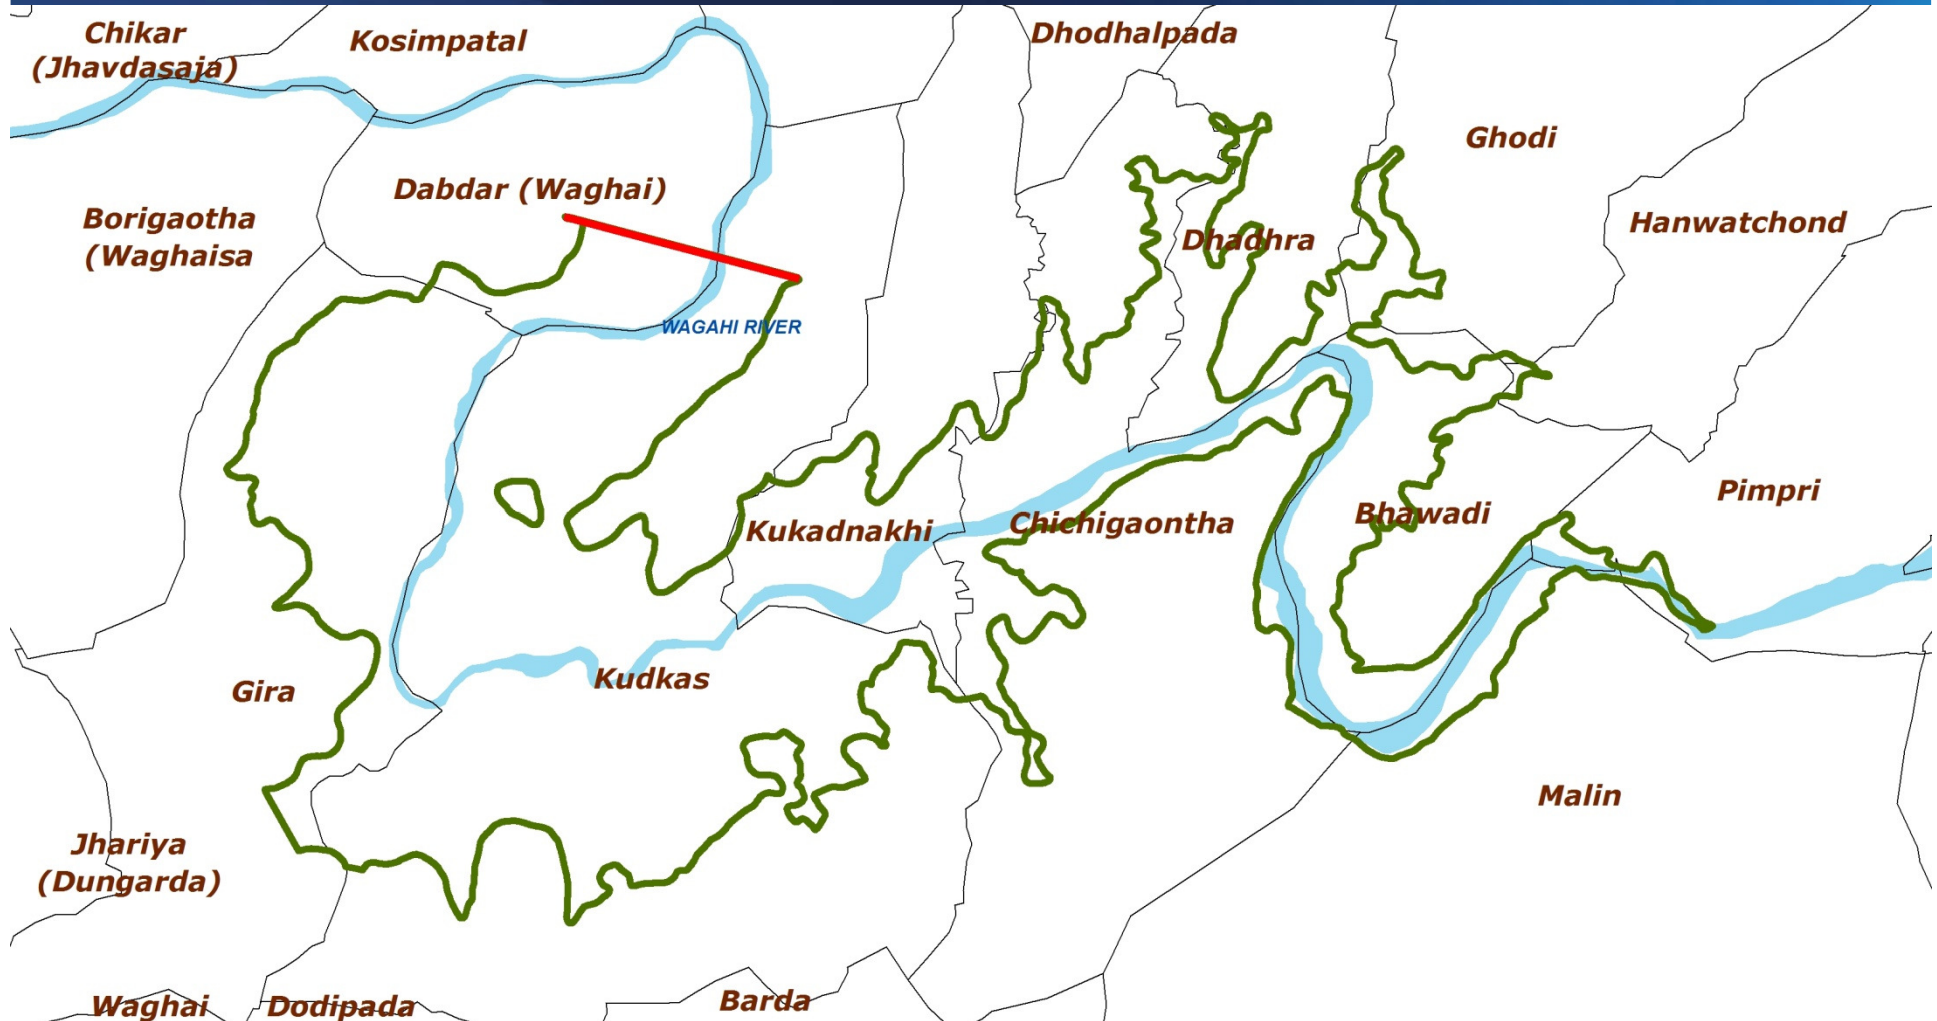 Chikar
(Jhavdasaja)
Kosimpatal
Dhodhalpada
Ghodi
Dabdar (Waghai)
Borigaotha
(Waghaisa
Hanwatchond
Dhadhra
WAGAHI RIVER
Pimpri
Kukadnakhi
Chichigaontha
Bhawadi
Gira
Kudkas
Malin
Jhariya
(Dungarda)
Waghai
Dodipada
Barda